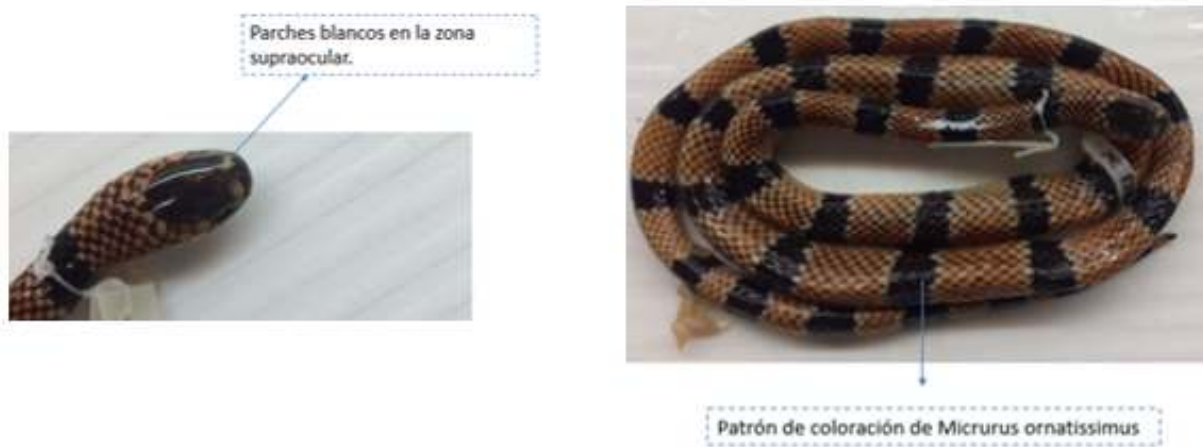 Parches blancos en la zona
supraocular.
Patrón de coloración de Micrurus ornatissimus